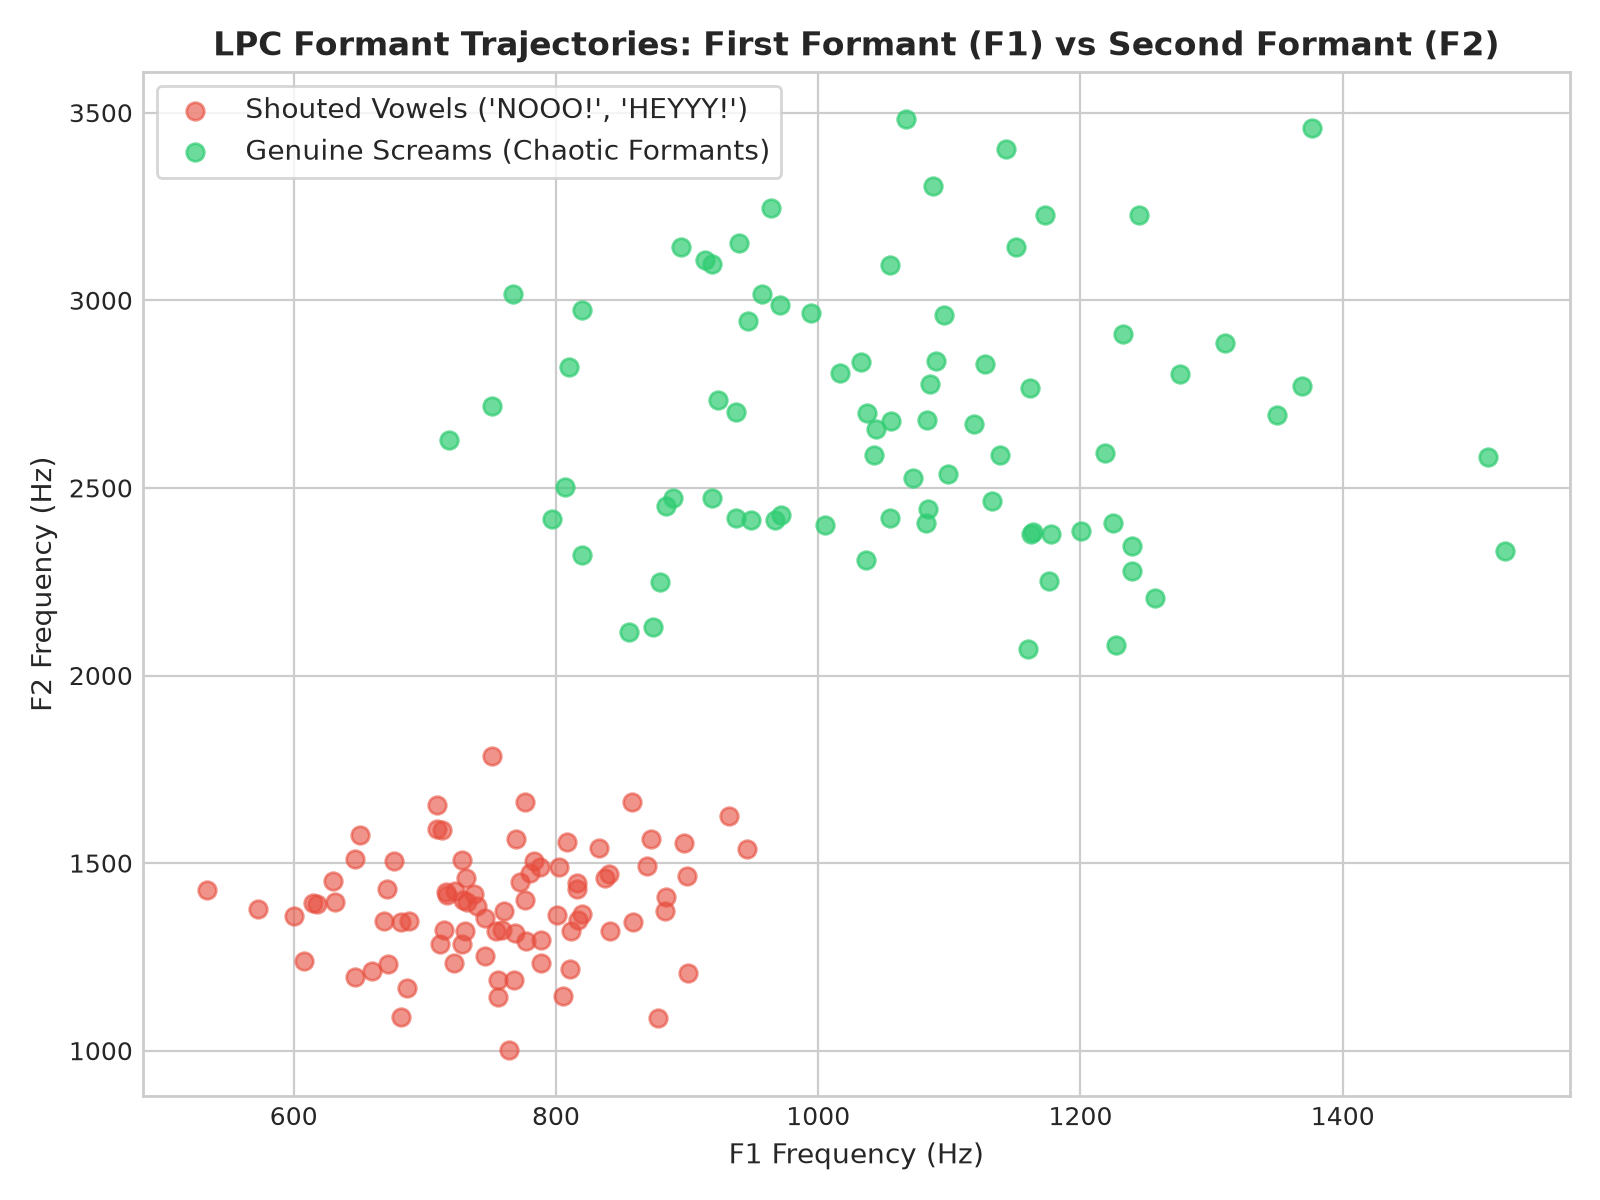 LPC Formant Trajectories: First Formant (F1) vs Second Formant (F2)
Shouted Vowels ('NOOO!', 'HEYYY!')
Genuine Screams (Chaotic Formants)
3500
3000
2500
2000
1500
1000
F2 Frequency (Hz)
600 800 1000 1200 1400
F1 Frequency (Hz)